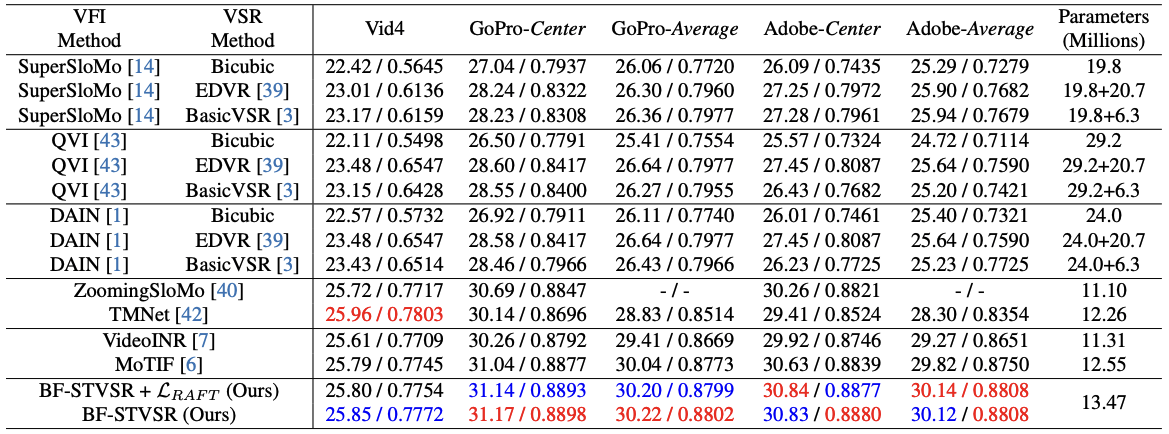 VFI Method VSR Method Vid4 GoPro-Center GoPro-Average Adobe-Center Adobe-Average Parameters (Millions)
SuperSloMo [14] Bicubic 22.42 / 0.5645 27.04 / 0.7937 26.06 / 0.7720 26.09 / 0.7435 25.29 / 0.7279 19.8
SuperSloMo [14] EDVR [39] 23.01 / 0.6136 28.24 / 0.8322 26.30 / 0.7960 27.25 / 0.7972 25.90 / 0.7682 19.8+20.7
SuperSloMo [14] BasicVSR [3] 23.17 / 0.6159 28.23 / 0.8308 26.36 / 0.7977 27.28 / 0.7961 25.94 / 0.7679 19.8+6.3
QVI [43] Bicubic 22.11 / 0.5498 26.50 / 0.7791 25.41 / 0.7554 25.57 / 0.7324 24.72 / 0.7114 29.2
QVI [43] EDVR [39] 23.48 / 0.6547 28.60 / 0.8417 26.64 / 0.7977 27.45 / 0.8087 25.64 / 0.7590 29.2+20.7
QVI [43] BasicVSR [3] 23.15 / 0.6428 28.55 / 0.8400 26.27 / 0.7955 26.43 / 0.7682 25.20 / 0.7421 29.2+6.3
DAIN [1] Bicubic 22.57 / 0.5732 26.92 / 0.7911 26.11 / 0.7740 26.01 / 0.7461 25.40 / 0.7321 24.0
DAIN [1] EDVR [39] 23.48 / 0.6547 28.58 / 0.8417 26.64 / 0.7977 27.45 / 0.8087 25.64 / 0.7590 24.0+20.7
DAIN [1] BasicVSR [3] 23.43 / 0.6514 28.46 / 0.7966 26.43 / 0.7966 26.23 / 0.7725 25.23 / 0.7725 24.0+6.3
ZoomingSloMo [40] 25.72 / 0.7717 30.69 / 0.8847 - / - 30.26 / 0.8821 - / - 11.10
TMNet [42] 25.96 / 0.7803 30.14 / 0.8696 28.83 / 0.8514 29.41 / 0.8524 28.30 / 0.8354 12.26
VideoINR [7] 25.61 / 0.7709 30.26 / 0.8792 29.41 / 0.8669 29.92 / 0.8746 29.27 / 0.8651 11.31
MoTIF [6] 25.79 / 0.7745 31.04 / 0.8877 30.04 / 0.8773 30.63 / 0.8839 29.82 / 0.8750 12.55
BF-STVSR + ℒRAFT (Ours) 25.80 / 0.7754 31.14 / 0.8893 30.20 / 0.8799 30.84 / 0.8877 30.14 / 0.8808 13.47
BF-STVSR (Ours) 25.85 / 0.7772 31.17 / 0.8898 30.22 / 0.8802 30.83 / 0.8880 30.12 / 0.8808